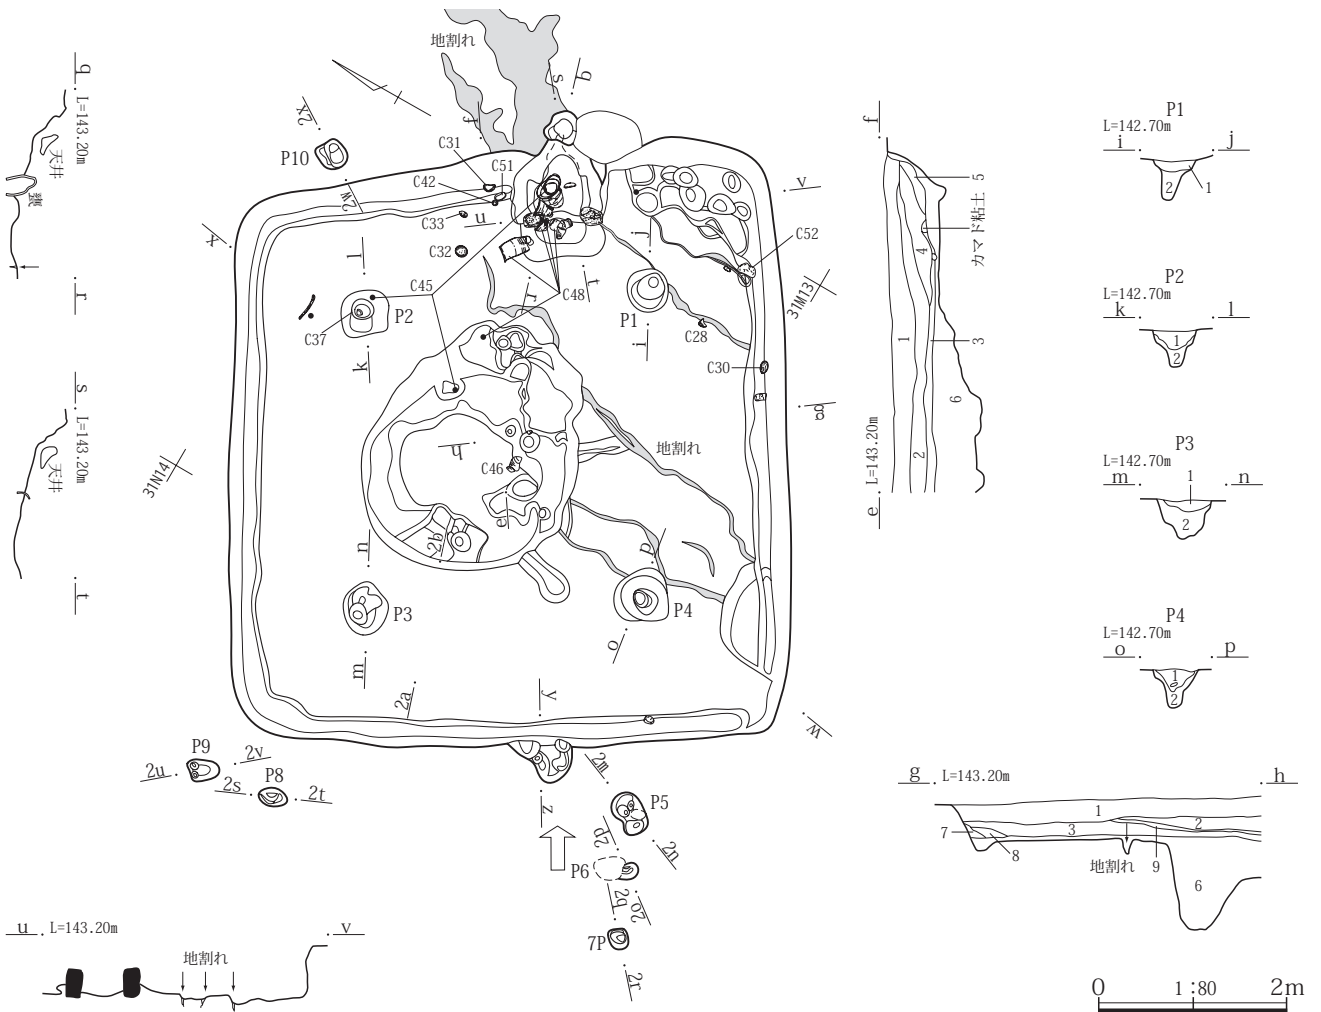 q
L=143.20m
天井
甕
r
s
L=143.20m
天井
t
地割れ
s
b
f
2x
P10
2w
C31
C51
C42
C33
u
C32
x
l
C45
P2
C37
k
r
t
C48
j
P1
i
C28
C52
v
31M13
C30
g
地割れ
31N14
h
C46
e
2b
n
P3
m
2a
p
P4
o
y
w
P9
2v
2u
P8
2s
2t
2m
P5
z
2p
2n
P6
2q
2o
7P
2r
f
5
カマド粘土
4
1
3
6
2
L=143.20m
e
P1
L=142.70m
i
j
2
1
P2
L=142.70m
k
l
1
2
P3
L=142.70m
m
1
n
2
P4
L=142.70m
o
p
1
2
g
L=143.20m
h
1
2
7
3
8
地割れ
9
6
u
L=143.20m
v
地割れ
0
1:80
2m